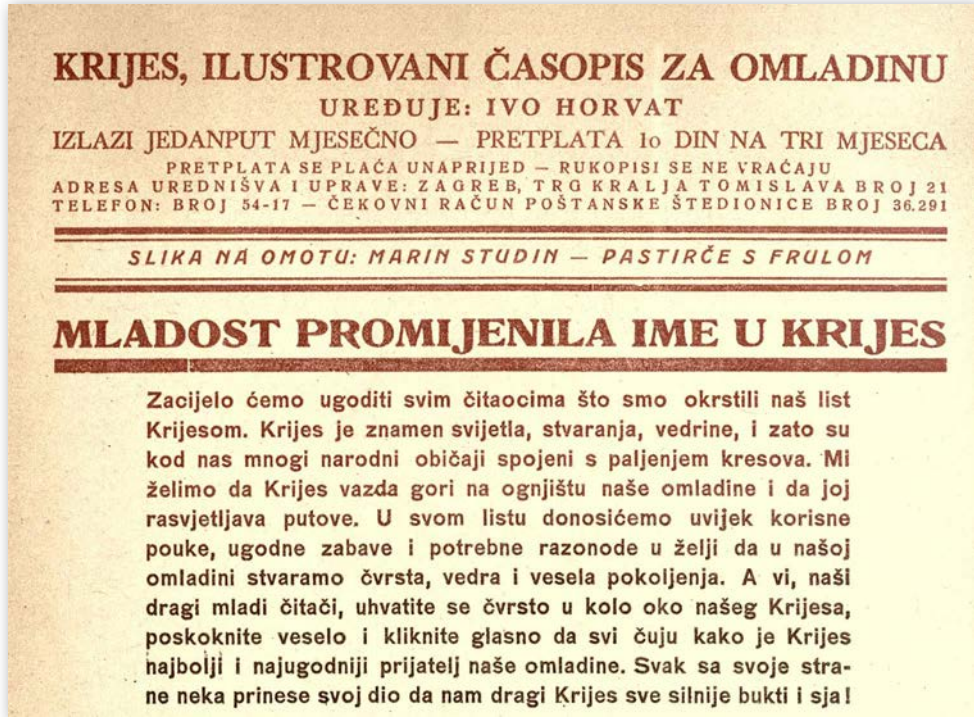 KRIJES, ILUSTROVANI ČASOPIS ZA OMLADINU
UREĐUJE: IVO HORVAT
IZLAZI JEDANPUT MJESEČNO — PRETPLATA 10 DIN NA TRI MJESECA
PRETPLATA SE PLAĆA UNAPRIJED — RUKOPISI SE NE VRAĆAJU
ADRESA UREDNIŠVA I UPRAVE: ZAGREB, TRG KRALJA TOMISLAVA BROJ 21
TELEFON: BROJ 54-17 — ČEKOVNI RAČUN POŠTANSKE ŠTEDIONICE BROJ 36.291
SLIKA NA OMOTU: MARIN STUDIN — PASTIRČE S FRULOM
MLADOST PROMIJENILA IME U KRIJES
Zacijelo ćemo ugoditi svim čitaocima što smo okrstili naš list
Krijesom. Krijes je znamen svijetla, stvaranja, vedrine, i zato su
kod nas mnogi narodni običaji spojeni s paljenjem kresova. Mi
želimo da Krijes vazda gori na ognjištu naše omladine i da joj
rasvjetljava putove. U svom listu donosićemo uvijek korisne
pouke, ugodne zabave i potrebne razonode u želji da u našoj
omladini stvaramo čvrsta, vedra i vesela pokoljenja. A vi, naši
dragi mladi čitači, uhvatite se čvrsto u kolo oko našeg Krijesa,
poskoknite veselo i kliknite glasno da svi čuju kako je Krijes
najbolji i najugodniji prijatelj naše omladine. Svak sa svoje stra-
ne neka prinese svoj dio da nam dragi Krijes sve silnije bukti i sja!